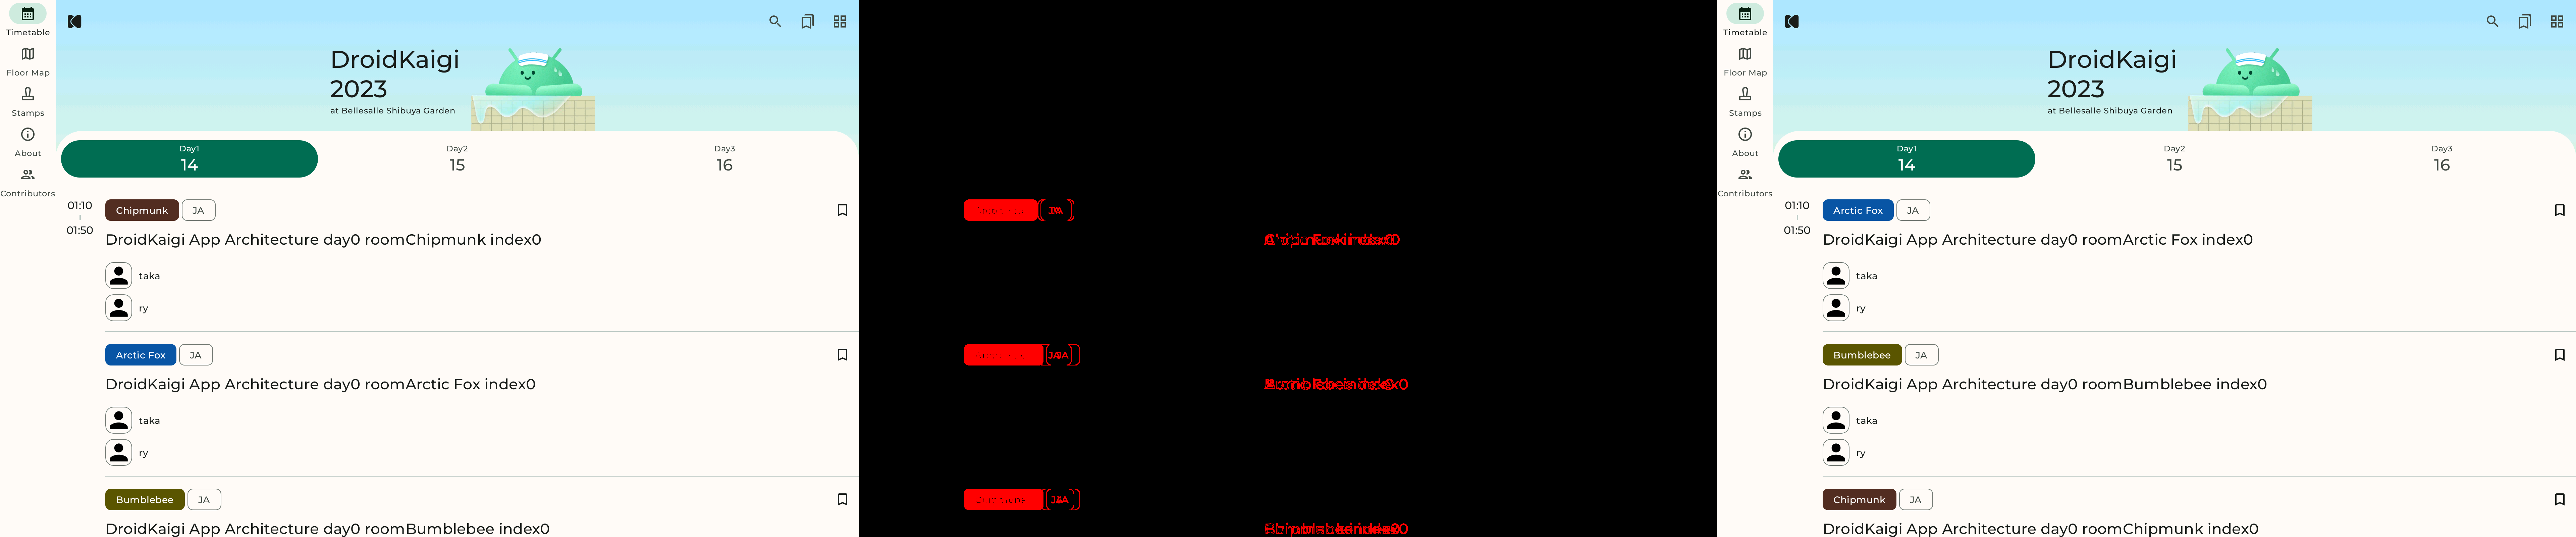 Timetable
Floor Map
Stamps
About
Contributors
DroidKaigi
2023
at Bellesalle Shibuya Garden
Day1
14
Day2
15
Day3
16
01:10
01:50
Chipmunk JA
DroidKaigi App Architecture day0 roomChipmunk index0
taka
ry
Arctic Fox JA
DroidKaigi App Architecture day0 roomArctic Fox index0
taka
ry
Bumblebee JA
DroidKaigi App Architecture day0 roomBumblebee index0
Timetable
Floor Map
Stamps
About
Contributors
DroidKaigi
2023
at Bellesalle Shibuya Garden
Day1
14
Day2
15
Day3
16
01:10
01:50
Arctic Fox JA
DroidKaigi App Architecture day0 roomArctic Fox index0
taka
ry
Bumblebee JA
DroidKaigi App Architecture day0 roomBumblebee index0
taka
ry
Chipmunk JA
DroidKaigi App Architecture day0 roomChipmunk index0